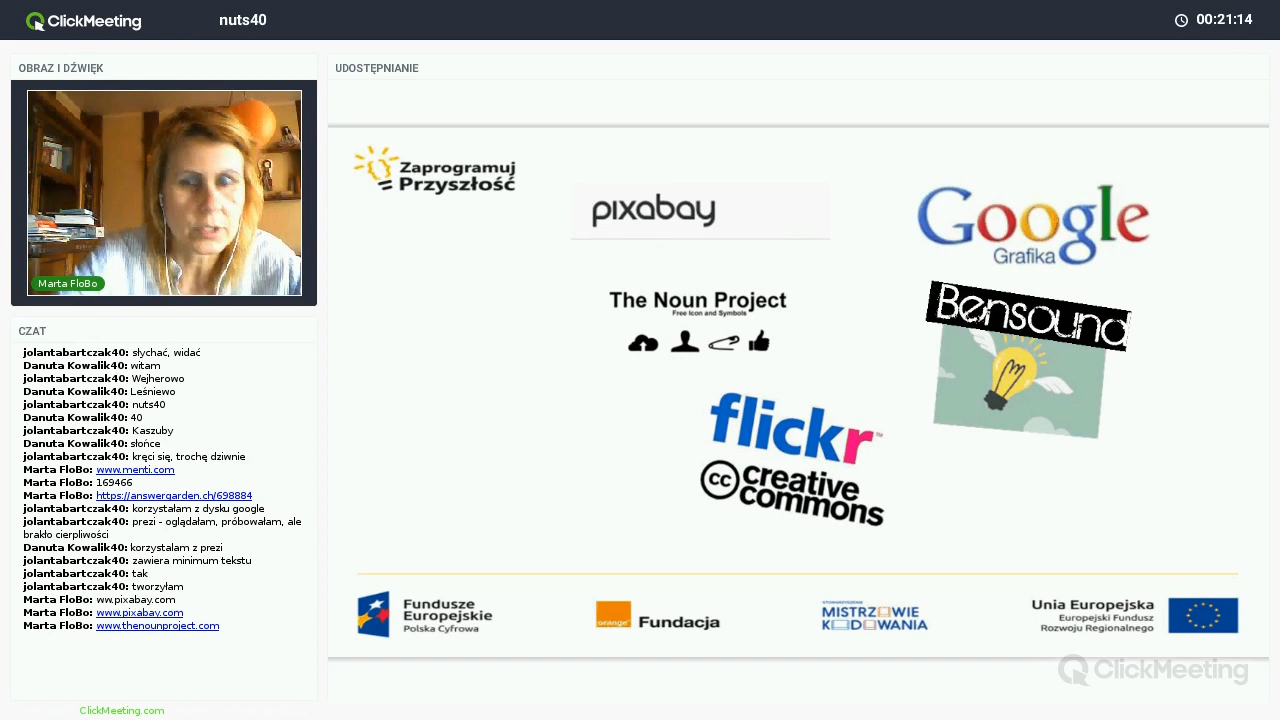 ClickMeeting
nuts40
00:21:14
OBRAZ I DŹWIĘK
Marta FloBo
CZAT
jolantabartczak40: słychać, widać
Danuta Kowalik40: witam
jolantabartczak40: Wejherowo
Danuta Kowalik40: Leśniewo
jolantabartczak40: nuts40
Danuta Kowalik40: 40
jolantabartczak40: Kaszuby
Danuta Kowalik40: słońce
jolantabartczak40: kręci się, trochę dziwnie
Marta FloBo: www.menti.com
Marta FloBo: 169466
Marta FloBo: https://answergarden.ch/698884
jolantabartczak40: korzystałam z dysku google
jolantabartczak40: prezi - oglądałam, próbowałam, ale
brakło cierpliwości
Danuta Kowalik40: korzystalam z prezi
jolantabartczak40: zawiera minimum tekstu
jolantabartczak40: tak
jolantabartczak40: tworzyłam
Marta FloBo: ww.pixabay.com
Marta FloBo: www.pixabay.com
Marta FloBo: www.thenounproject.com
ClickMeeting.com
UDOSTĘPNIANIE
Zaprogramuj
Przyszłość
pixabay
Google
Grafika
The Noun Project
Free Icon and Symbols
Bensound
flickr™
cc creative
commons
Fundusze
Europejskie
Polska Cyfrowa
orange™
Fundacja
STOWARZYSZENIE
MISTRZOWIE
KODOWANIA
Unia Europejska
Europejski Fundusz
Rozwoju Regionalnego
ClickMeeting